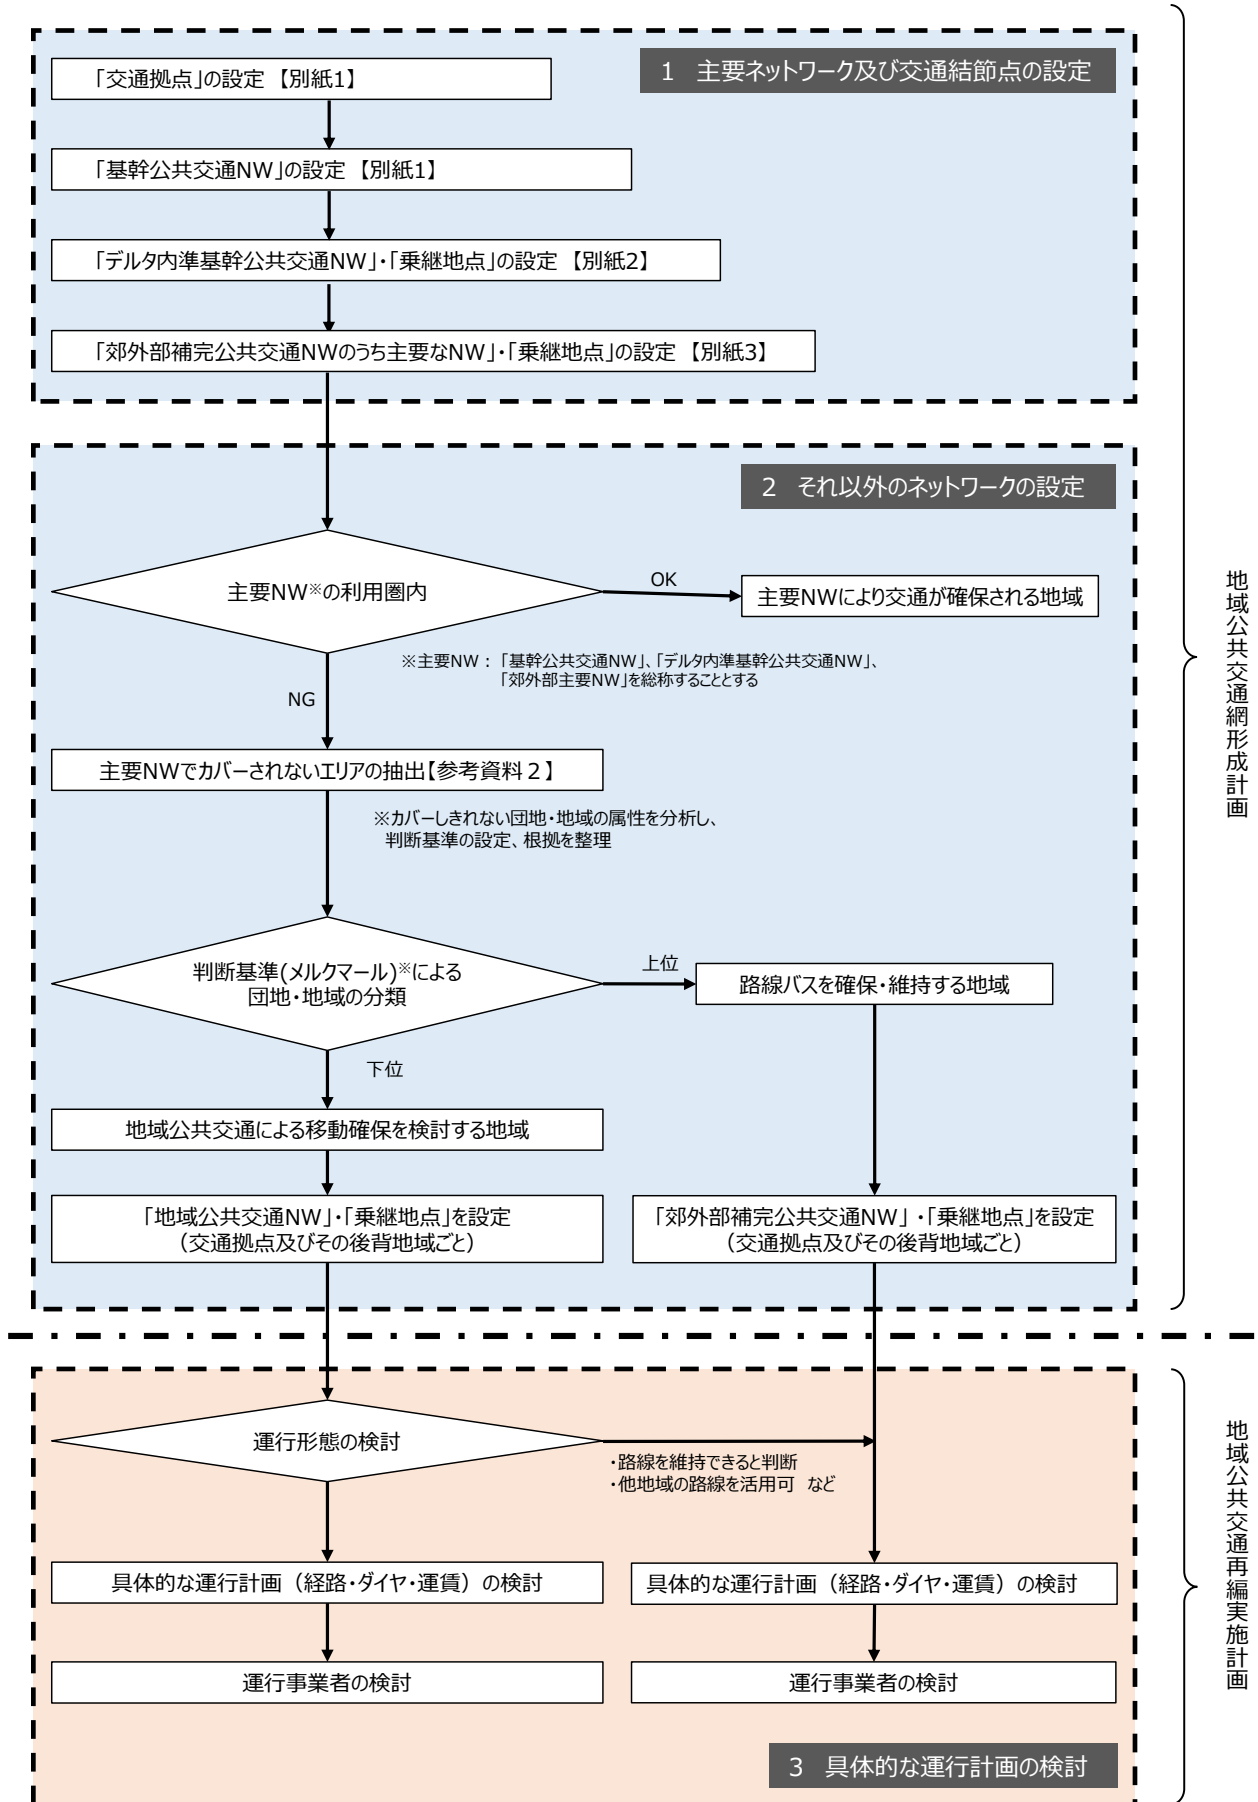 1 主要ネットワーク及び交通結節点の設定
「交通拠点」の設定 【別紙1】
「基幹公共交通NW」の設定 【別紙1】
「デルタ内準基幹公共交通NW」・「乗継地点」の設定 【別紙2】
「郊外部補完公共交通NWのうち主要なNW」・「乗継地点」の設定 【別紙3】
2 それ以外のネットワークの設定
主要NW※の利用圏内
OK
主要NWにより交通が確保される地域
※主要NW：「基幹公共交通NW」、「デルタ内準基幹公共交通NW」、
「郊外部主要NW」を総称することとする
NG
主要NWでカバーされないエリアの抽出【参考資料２】
※カバーしきれない団地・地域の属性を分析し、
判断基準の設定、根拠を整理
判断基準(メルクマール)※による
団地・地域の分類
上位
路線バスを確保・維持する地域
下位
地域公共交通による移動確保を検討する地域
「地域公共交通NW」・「乗継地点」を設定
（交通拠点及びその後背地域ごと）
「郊外部補完公共交通NW」・「乗継地点」を設定
（交通拠点及びその後背地域ごと）
地域公共交通網形成計画
運行形態の検討
・路線を維持できると判断
・他地域の路線を活用可 など
具体的な運行計画（経路・ダイヤ・運賃）の検討
具体的な運行計画（経路・ダイヤ・運賃）の検討
運行事業者の検討
運行事業者の検討
3 具体的な運行計画の検討
地域公共交通再編実施計画